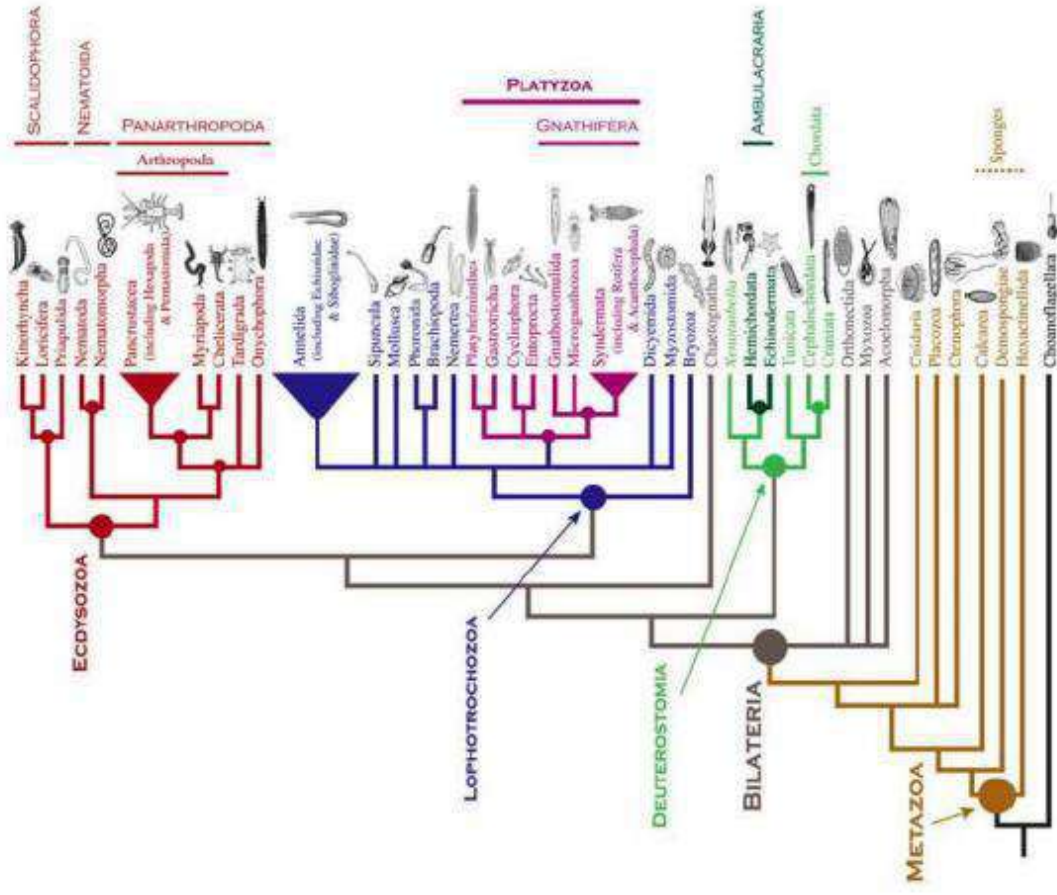 SCALIDOPHORA
NEMATOIDA
PANARTHROPODA
Arthropoda
PLATYZOA
GNATHIFERA
AMBULACRARIA
Chordata
Sponges
Kinorhyncha
Loricifera
Priapulida
Nematoda
Nematomorpha
Pancrustacea
(including Hexapoda
& Pentastomida)
Myriapoda
Chelicerata
Tardigrada
Onychophora
Annelida
(including Echiuridae
& Siboglinidae)
Sipuncula
Mollusca
Phoronida
Brachiopoda
Nemertea
Platyhelminthes
Gastrotricha
Cycliophora
Entoprocta
Gnathostomulida
Micrognathozoa
Syndermata
(including Rotifera
& Acanthocephala)
Dicyemida
Myzostomida
Bryozoa
Chaetognatha
Xenoturbella
Hemichordata
Echinodermata
Tunicata
Cephalochordata
Craniata
Orthonectida
Myxozoa
Acoelomorpha
Cnidaria
Placozoa
Ctenophora
Calcarea
Demospongiae
Hexactinellida
Choanoflagellata
ECDYSOZOA
LOPHOTROCHOZOA
DEUTEROSTOMIA
BILATERIA
METAZOA